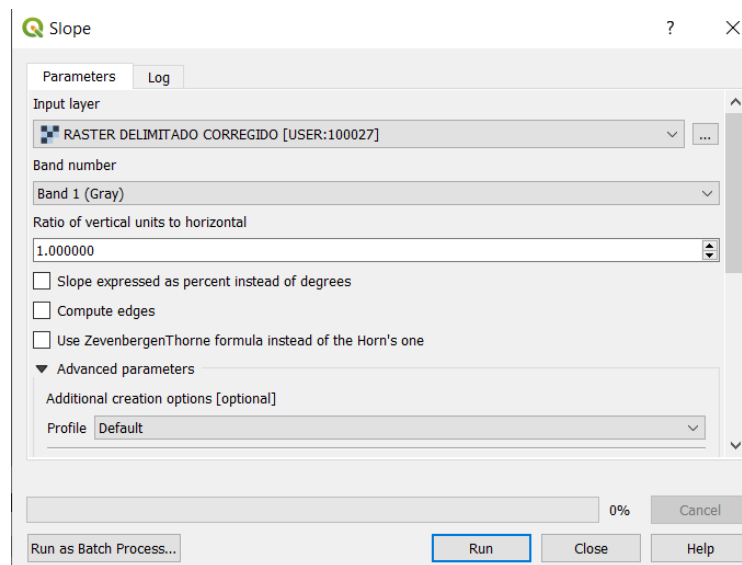 Slope
?
Parameters
Log
Input layer
RASTER DELIMITADO CORREGIDO [USER:100027]
...
Band number
Band 1 (Gray)
Ratio of vertical units to horizontal
1.000000
Slope expressed as percent instead of degrees
Compute edges
Use ZevenbergenThorne formula instead of the Horn's one
Advanced parameters
Additional creation options [optional]
Profile Default
0%
Cancel
Run as Batch Process...
Run
Close
Help